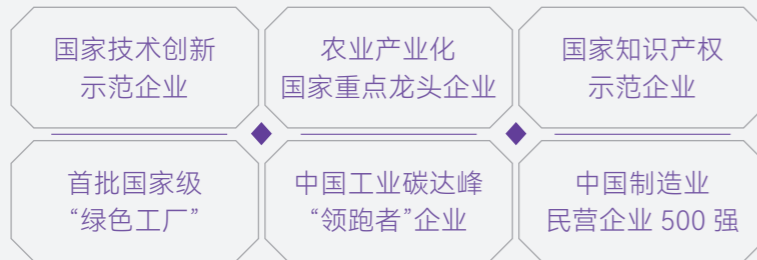 国家技术创新
示范企业
农业产业化
国家重点龙头企业
国家知识产权
示范企业
首批国家级
“绿色工厂”
中国工业碳达峰
“领跑者”企业
中国制造业
民营企业 500 强